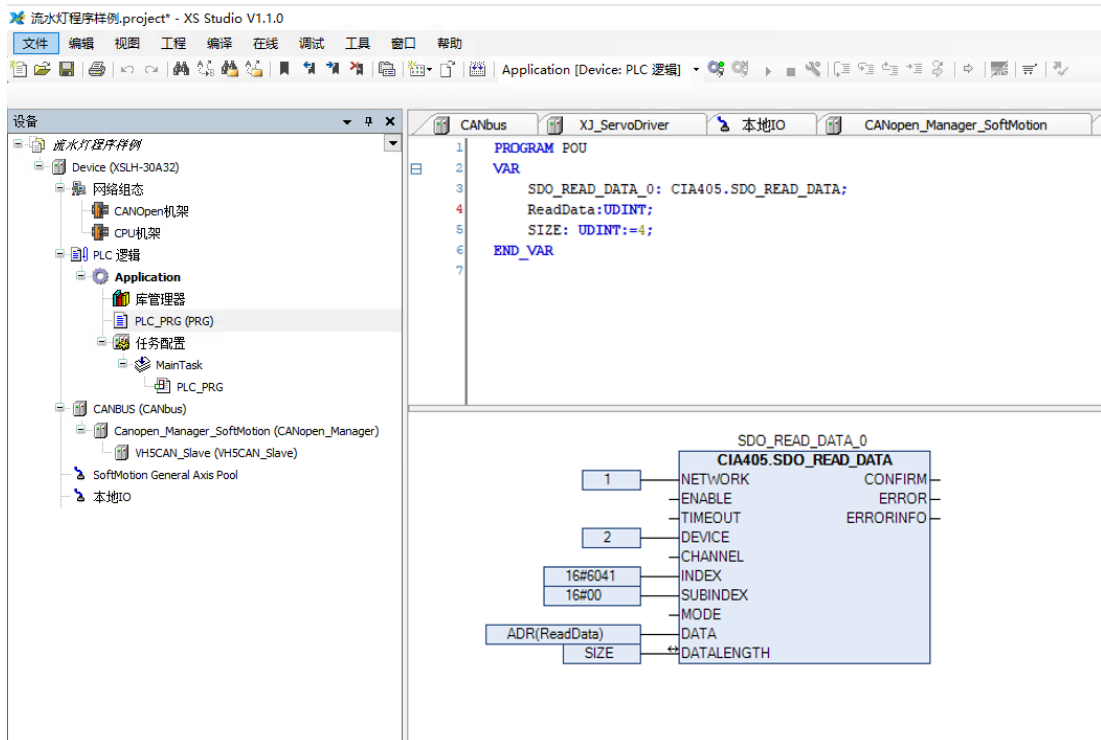 流水灯程序样例.project* - XS Studio V1.1.0
文件 编辑 视图 工程 编译 在线 调试 工具 窗口 帮助
Application [Device: PLC 逻辑]
设备
流水灯程序样例
Device (XSLH-30A32)
网络组态
CANOpen机架
CPU机架
PLC 逻辑
Application
库管理器
PLC_PRG (PRG)
任务配置
MainTask
PLC_PRG
CANBUS (CANbus)
Canopen_Manager_SoftMotion (CANopen_Manager)
VH5CAN_Slave (VH5CAN_Slave)
SoftMotion General Axis Pool
本地IO
CANbus XJ_ServoDriver 本地IO CANopen_Manager_SoftMotion
1 PROGRAM POU
2 VAR
3 SDO_READ_DATA_0: CIA405.SDO_READ_DATA;
4 ReadData:UDINT;
5 SIZE: UDINT:=4;
6 END_VAR
7
SDO_READ_DATA_0
CIA405.SDO_READ_DATA
1 NETWORK CONFIRM
ENABLE ERROR
TIMEOUT ERRORINFO
2 DEVICE
CHANNEL
16#6041 INDEX
16#00 SUBINDEX
MODE
ADR(ReadData) DATA
SIZE DATALENGTH